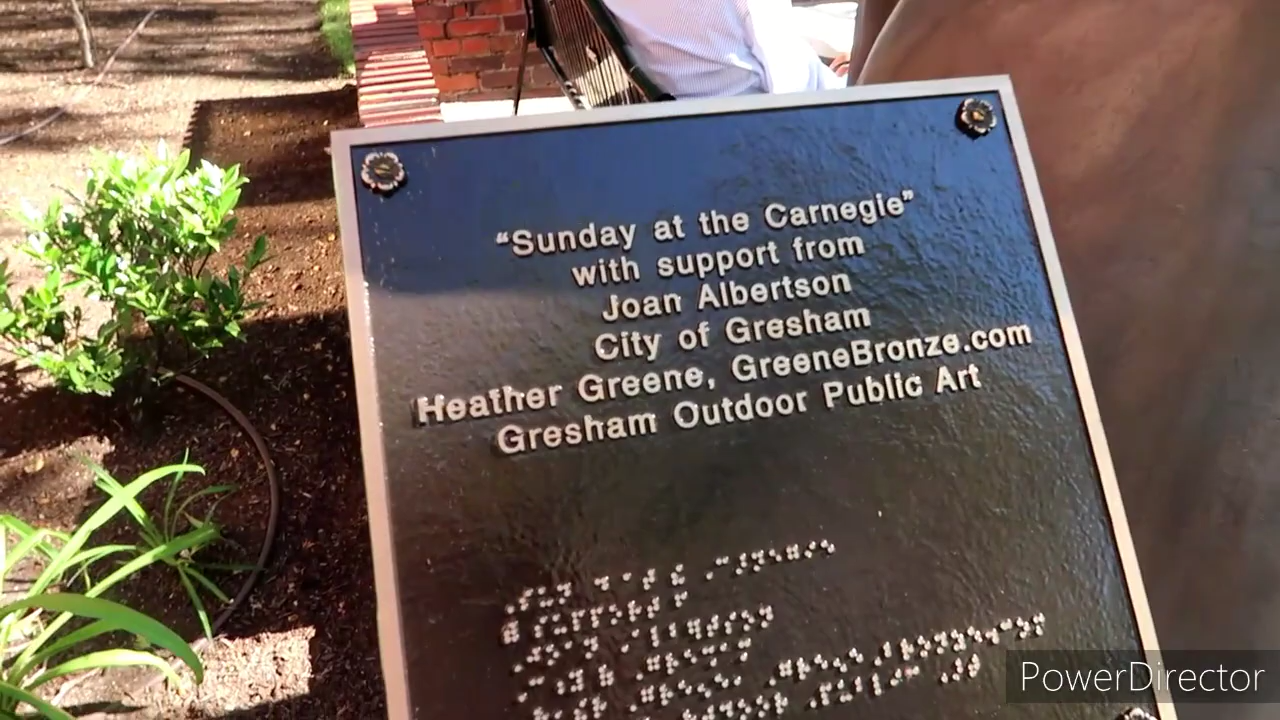 “Sunday at the Carnegie”
with support from
Joan Albertson
City of Gresham
Heather Greene, GreeneBronze.com
Gresham Outdoor Public Art
PowerDirector